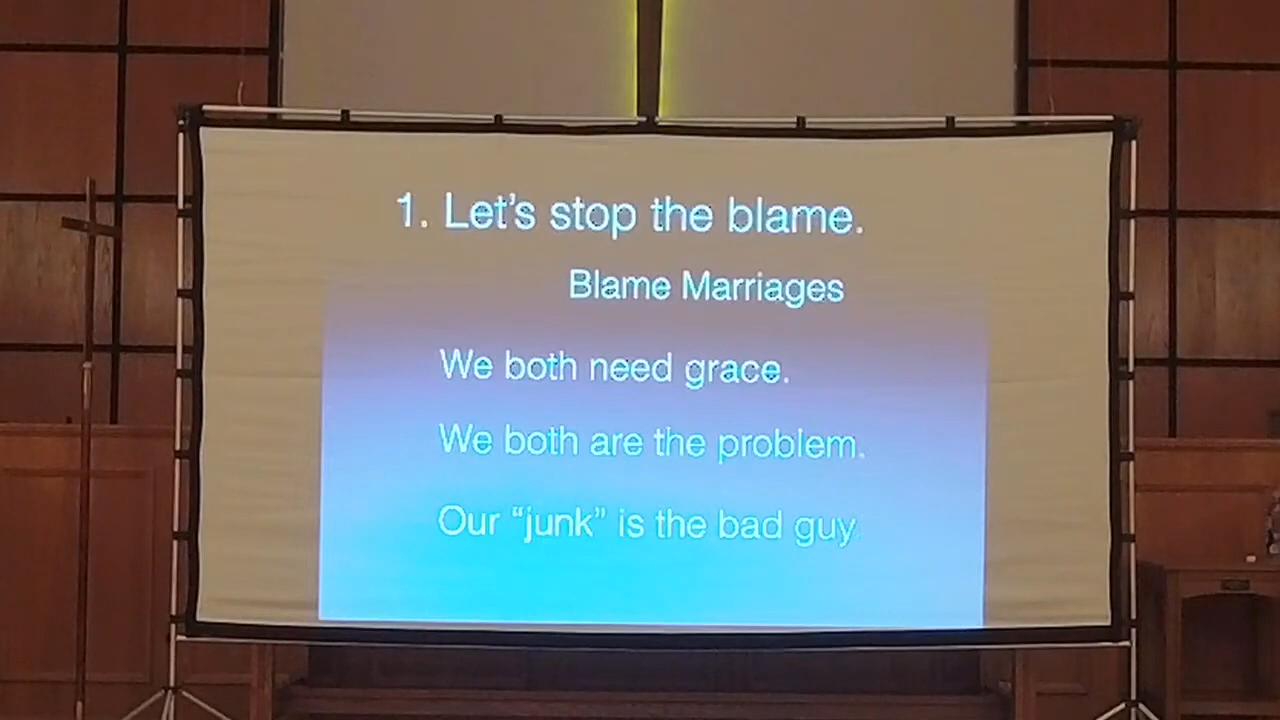 1. Let's stop the blame.
Blame Marriages
We both need grace.
We both are the problem.
Our “junk” is the bad guy.